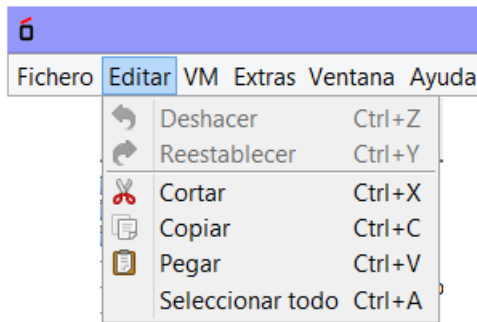 ó
Fichero Editar VM Extras Ventana Ayuda
Deshacer Ctrl+Z
Reestablecer Ctrl+Y
Cortar Ctrl+X
Copiar Ctrl+C
Pegar Ctrl+V
Seleccionar todo Ctrl+A